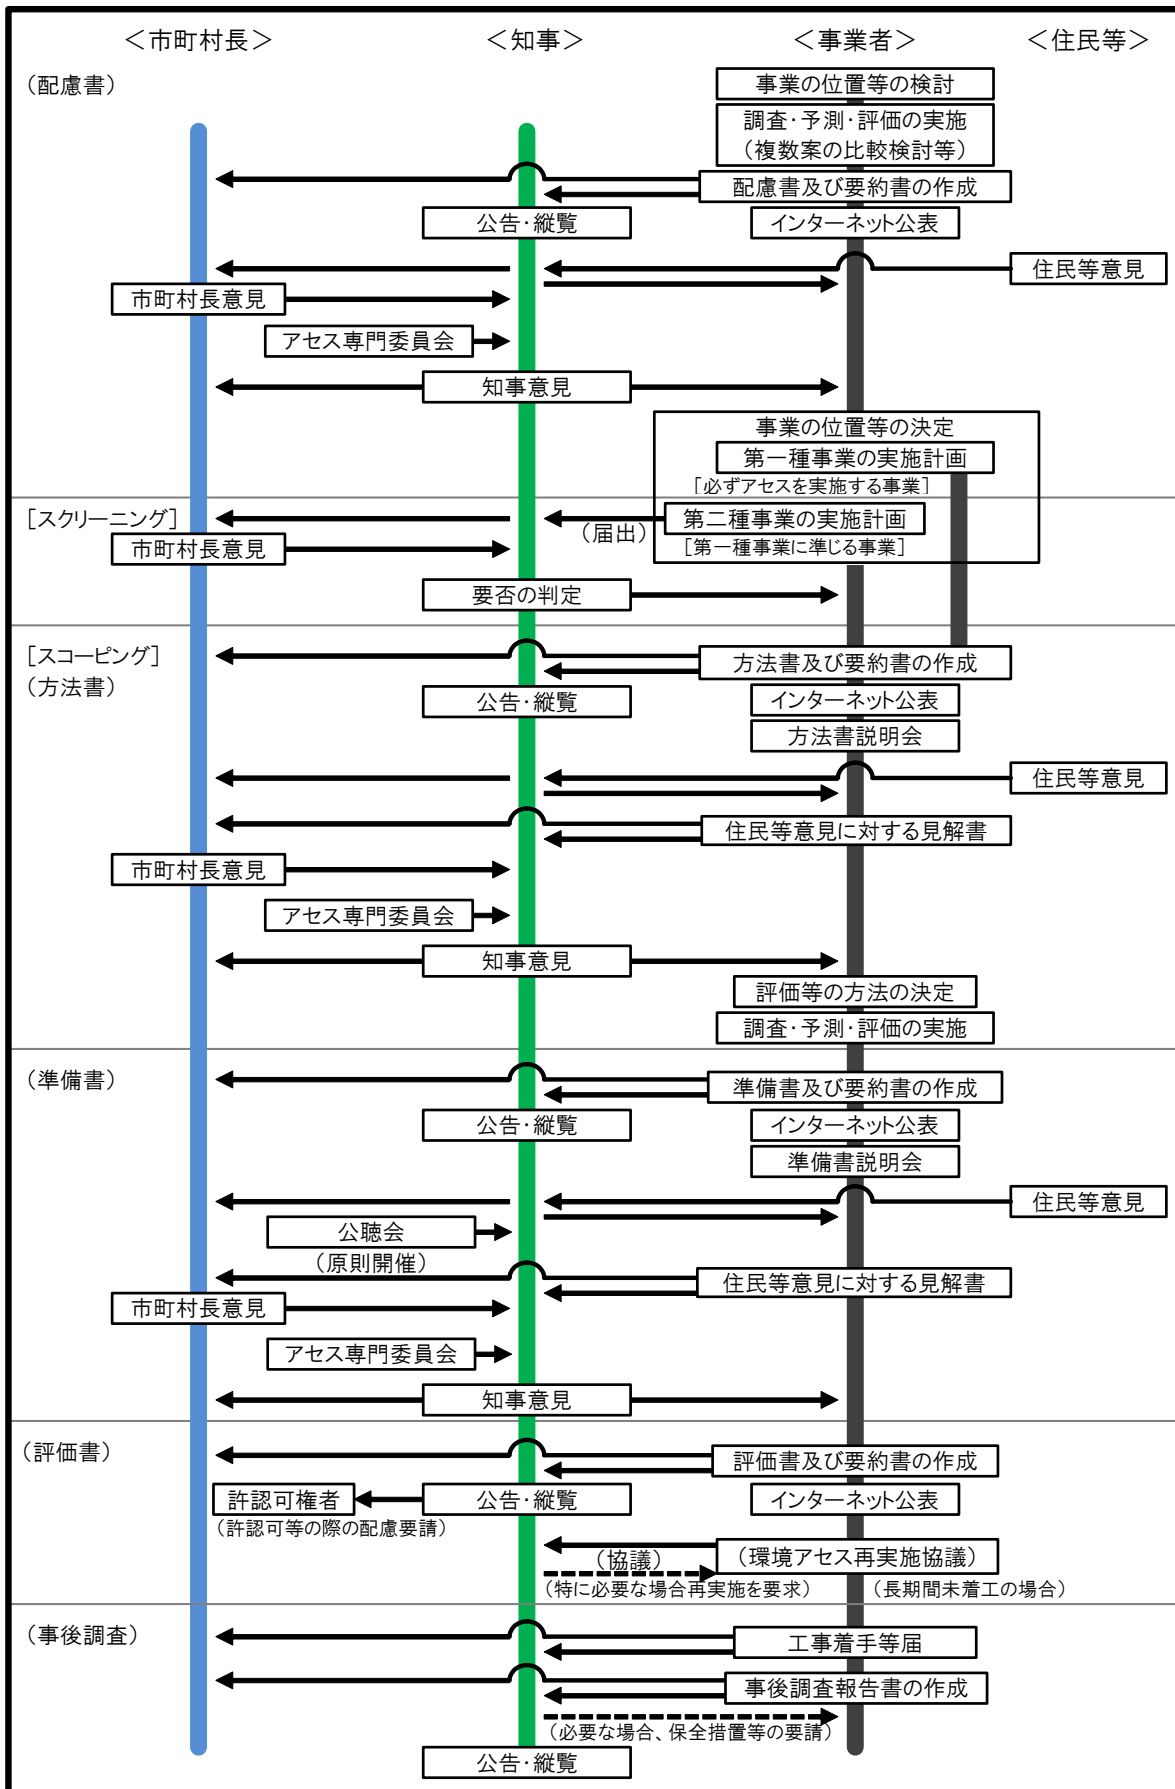 ＜市町村長＞ ＜知事＞ ＜事業者＞ ＜住民等＞
（配慮書）
事業の位置等の検討
調査・予測・評価の実施
（複数案の比較検討等）
配慮書及び要約書の作成
公告・縦覧 インターネット公表
住民等意見
市町村長意見
アセス専門委員会
知事意見
事業の位置等の決定
第一種事業の実施計画
［必ずアセスを実施する事業］
［スクリーニング］ 第二種事業の実施計画
（届出）
市町村長意見 ［第一種事業に準じる事業］
要否の判定
［スコーピング］ 方法書及び要約書の作成
（方法書）
公告・縦覧 インターネット公表
方法書説明会
住民等意見
住民等意見に対する見解書
市町村長意見
アセス専門委員会
知事意見
評価等の方法の決定
調査・予測・評価の実施
（準備書） 準備書及び要約書の作成
公告・縦覧 インターネット公表
準備書説明会
住民等意見
公聴会
（原則開催）
住民等意見に対する見解書
市町村長意見
アセス専門委員会
知事意見
（評価書） 評価書及び要約書の作成
許認可権者 公告・縦覧 インターネット公表
（許認可等の際の配慮要請）
（協議） （環境アセス再実施協議）
（特に必要な場合再実施を要求） （長期間未着工の場合）
（事後調査） 工事着手等届
事後調査報告書の作成
（必要な場合、保全措置等の要請）
公告・縦覧